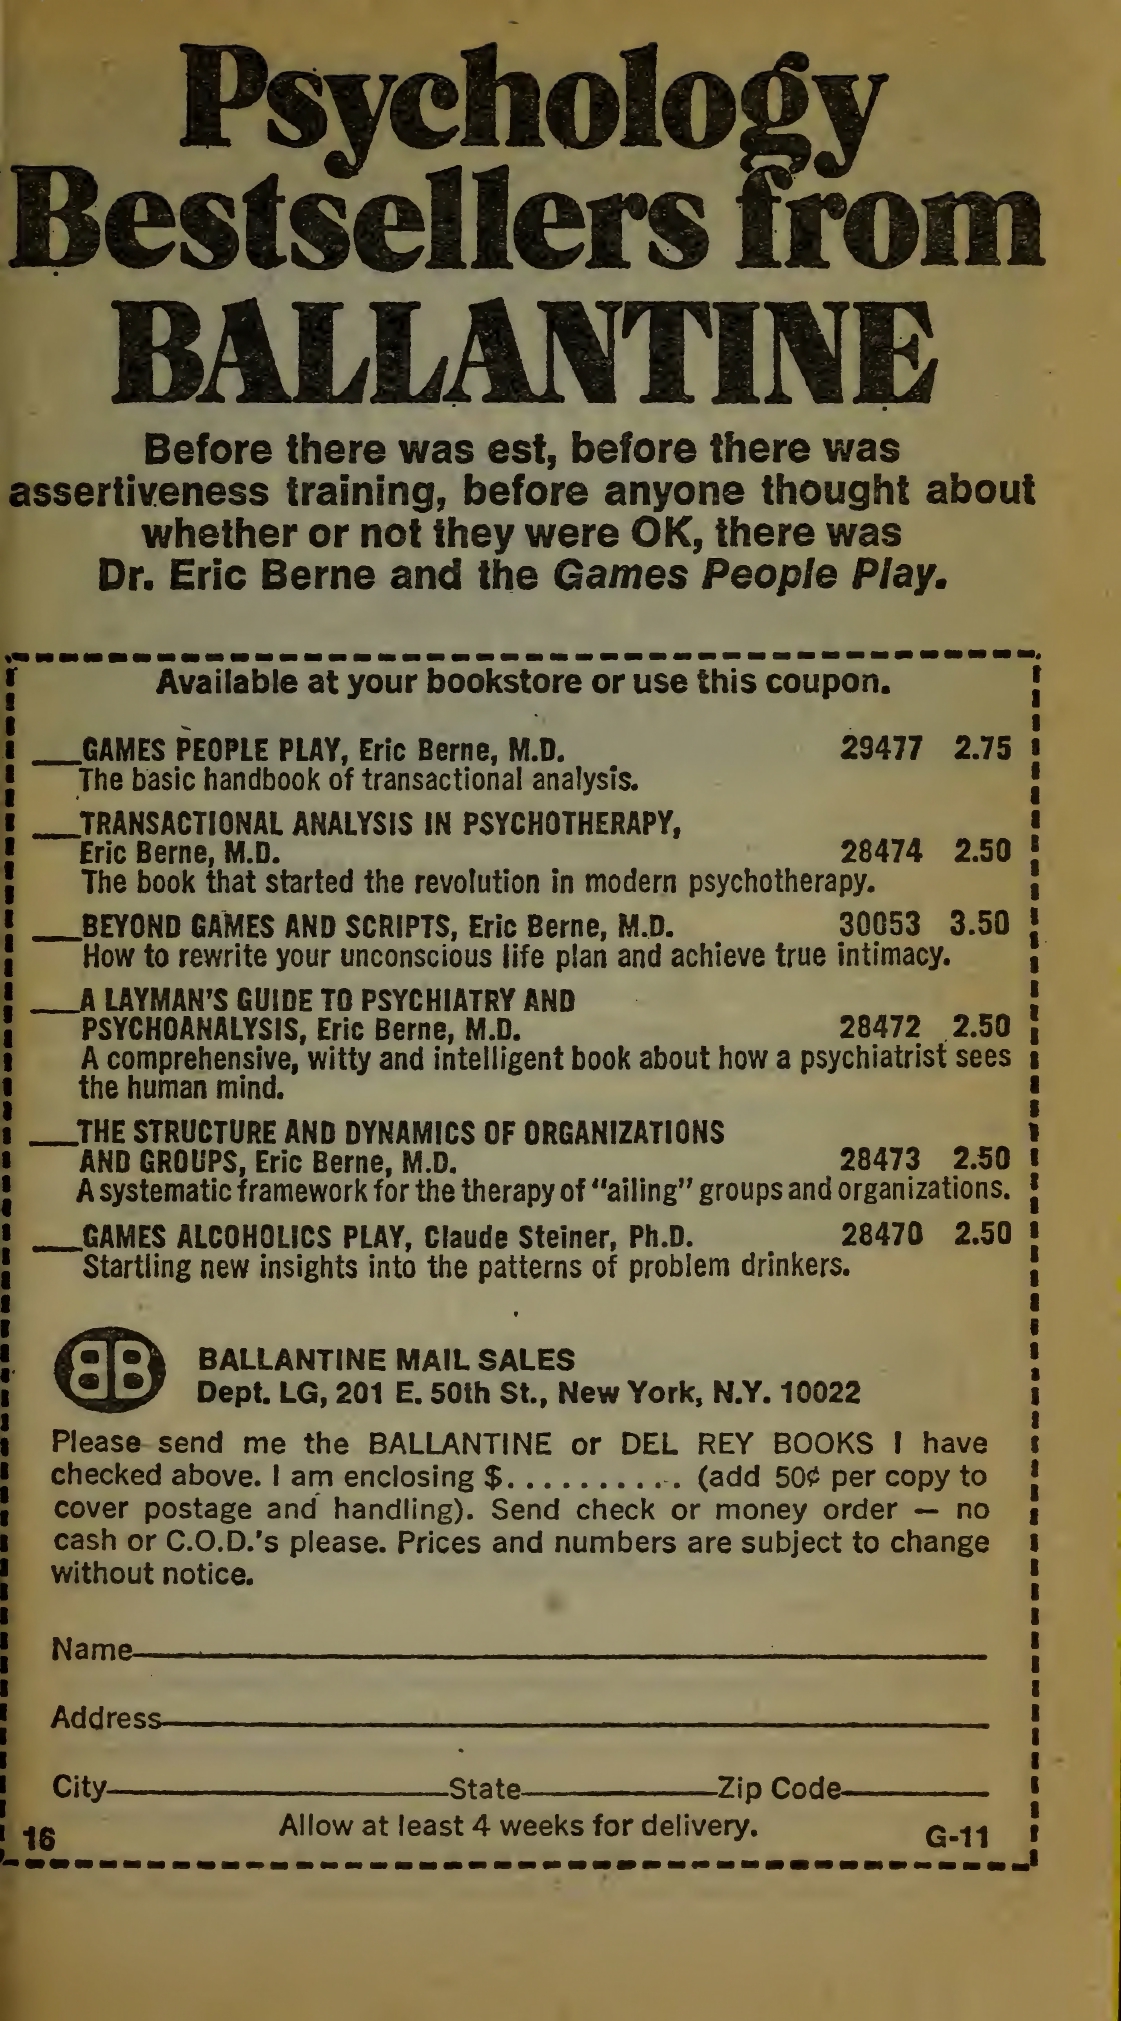 Psychology
Bestsellers from
BALLANTINE
Before there was est, before there was
assertiveness training, before anyone thought about
whether or not they were OK, there was
Dr. Eric Berne and the Games People Play.
Available at your bookstore or use this coupon.
___GAMES PEOPLE PLAY, Eric Berne, M.D. 29477 2.75
The basic handbook of transactional analysis.
___TRANSACTIONAL ANALYSIS IN PSYCHOTHERAPY,
Eric Berne, M.D. 28474 2.50
The book that started the revolution in modern psychotherapy.
___BEYOND GAMES AND SCRIPTS, Eric Berne, M.D. 30053 3.50
How to rewrite your unconscious life plan and achieve true intimacy.
___A LAYMAN'S GUIDE TO PSYCHIATRY AND
PSYCHOANALYSIS, Eric Berne, M.D. 28472 2.50
A comprehensive, witty and intelligent book about how a psychiatrist sees
the human mind.
___THE STRUCTURE AND DYNAMICS OF ORGANIZATIONS
AND GROUPS, Eric Berne, M.D. 28473 2.50
A systematic framework for the therapy of "ailing" groups and organizations.
___GAMES ALCOHOLICS PLAY, Claude Steiner, Ph.D. 28470 2.50
Startling new insights into the patterns of problem drinkers.
BB BALLANTINE MAIL SALES
Dept. LG, 201 E. 50th St., New York, N.Y. 10022
Please send me the BALLANTINE or DEL REY BOOKS I have
checked above. I am enclosing $.......... (add 50¢ per copy to
cover postage and handling). Send check or money order — no
cash or C.O.D.'s please. Prices and numbers are subject to change
without notice.
Name
Address
City State Zip Code
Allow at least 4 weeks for delivery.
16 G-11